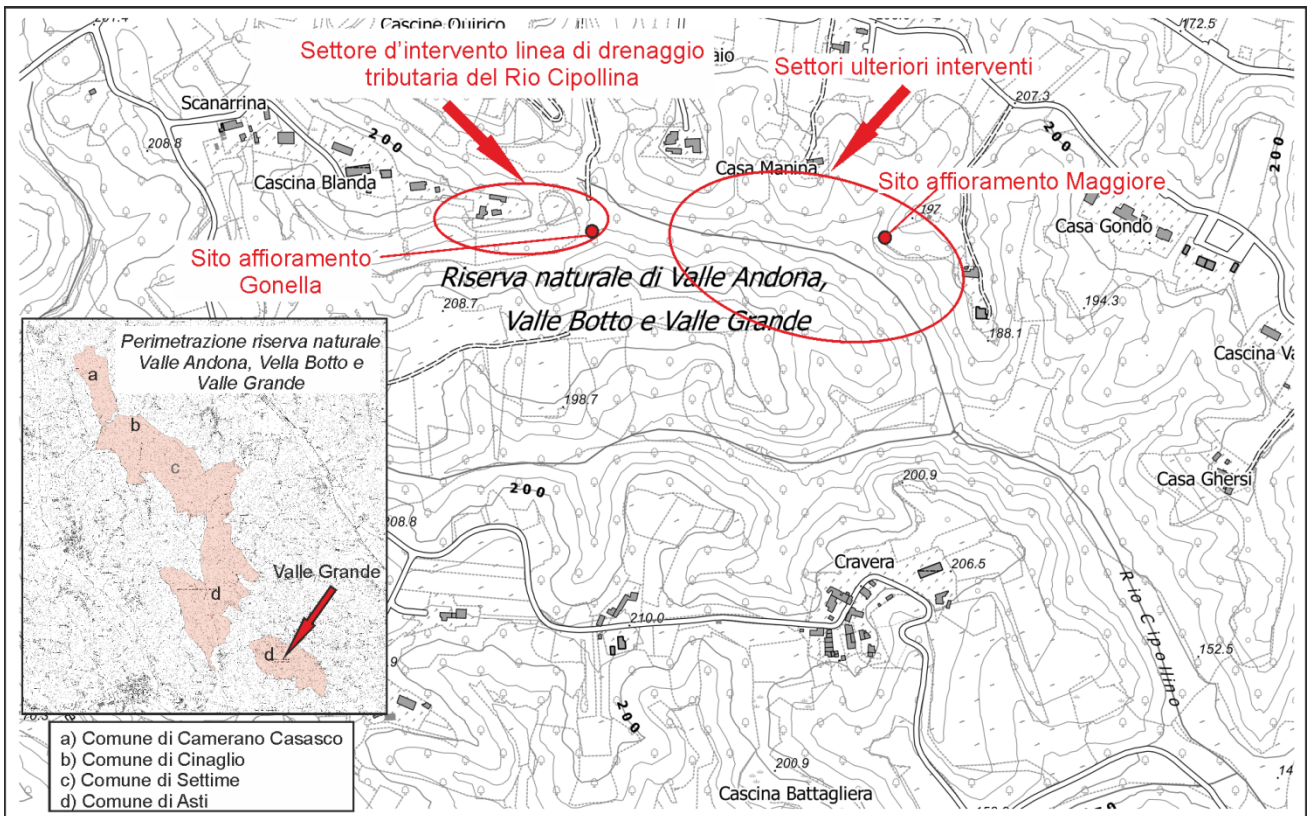 Cascine Quirico
172.5
Settore d'intervento linea di drenaggio
tributaria del Rio Cipollina
Settori ulteriori interventi
Scanarrina
207.3
208.8
200
200
200
Cascina Blanda
Casa Manina
Sito affioramento Maggiore
197
Casa Gondo
Sito affioramento
Gonella
Riserva naturale di Valle Andona,
Valle Botto e Valle Grande
208.7
194.3
188.1
Cascina Va
Perimetrazione riserva naturale
Valle Andona, Vella Botto e
Valle Grande
a
b
c
d
Valle Grande
d
198.7
200.9
Casa Ghersi
200
208.8
Cravera
206.5
210.0
Rio Cipollino
152.5
200
200.9
Cascina Battagliera
a) Comune di Camerano Casasco
b) Comune di Cinaglio
c) Comune di Settime
d) Comune di Asti